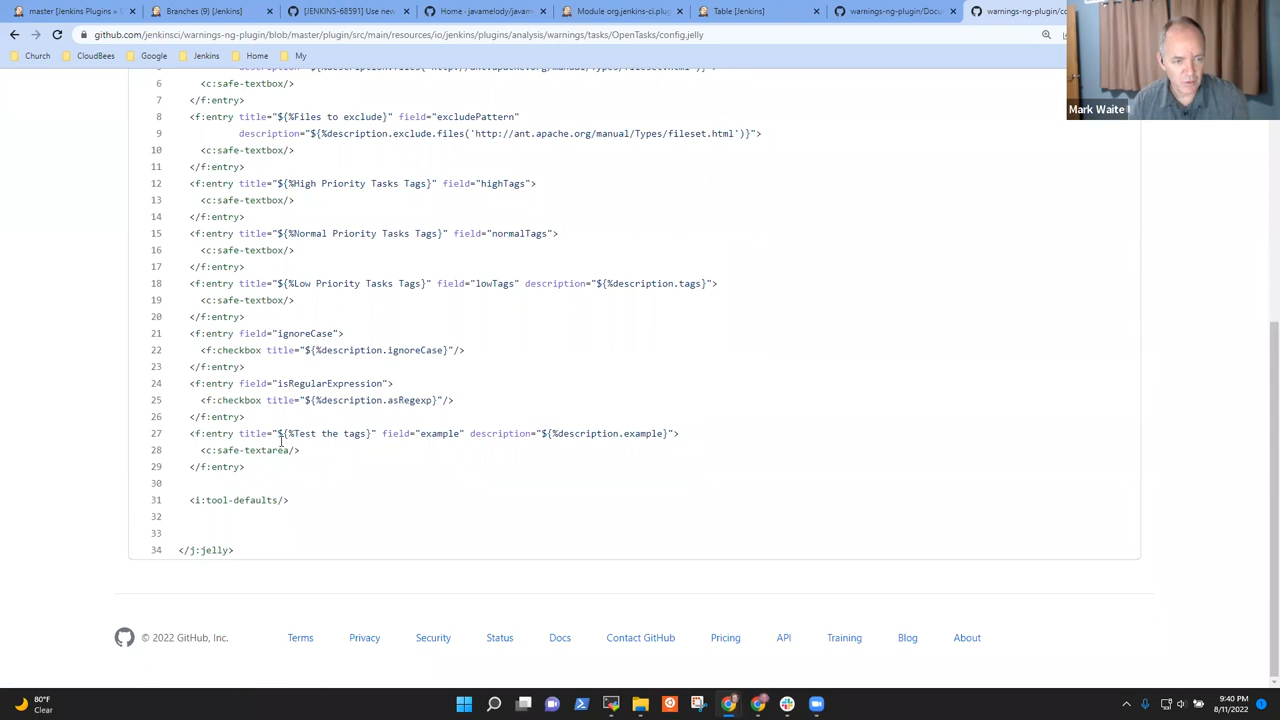 master [Jenkins Plugins » C
Branches (9) [Jenkins]
[JENKINS-68591] Use new
Home · javamelody/javam
Module org.jenkins-ci.plug
Table [Jenkins]
warnings-ng-plugin/Docu
warnings-ng-plugin/co
github.com/jenkinsci/warnings-ng-plugin/blob/master/plugin/src/main/resources/io/jenkins/plugins/analysis/warnings/tasks/OpenTasks/config.jelly
Church
CloudBees
Google
Jenkins
Home
My
Mark Waite
6 <c:safe-textbox/>
7 </f:entry>
8 <f:entry title="${%Files to exclude}" field="excludePattern"
9 description="${%description.exclude.files('http://ant.apache.org/manual/Types/fileset.html')}">
10 <c:safe-textbox/>
11 </f:entry>
12 <f:entry title="${%High Priority Tasks Tags}" field="highTags">
13 <c:safe-textbox/>
14 </f:entry>
15 <f:entry title="${%Normal Priority Tasks Tags}" field="normalTags">
16 <c:safe-textbox/>
17 </f:entry>
18 <f:entry title="${%Low Priority Tasks Tags}" field="lowTags" description="${%description.tags}">
19 <c:safe-textbox/>
20 </f:entry>
21 <f:entry field="ignoreCase">
22 <f:checkbox title="${%description.ignoreCase}"/>
23 </f:entry>
24 <f:entry field="isRegularExpression">
25 <f:checkbox title="${%description.asRegexp}"/>
26 </f:entry>
27 <f:entry title="${%Test the tags}" field="example" description="${%description.example}">
28 <c:safe-textarea/>
29 </f:entry>
30
31 <i:tool-defaults/>
32
33
34 </j:jelly>
© 2022 GitHub, Inc.
Terms
Privacy
Security
Status
Docs
Contact GitHub
Pricing
API
Training
Blog
About
80°F
Clear
9:40 PM
8/11/2022